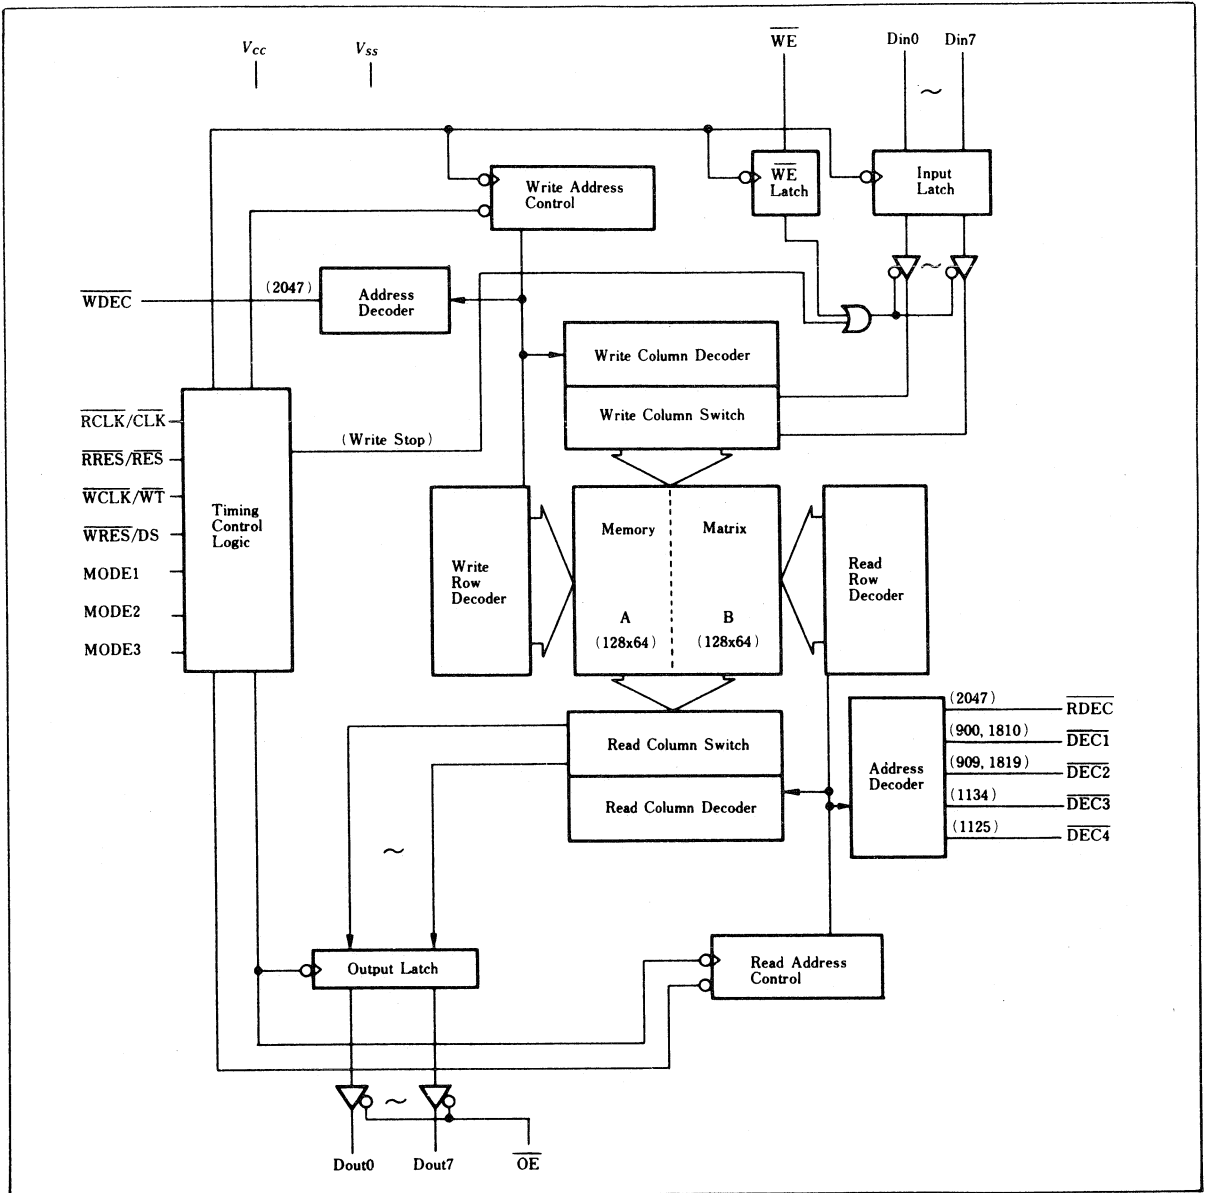 Vcc
Vss
WE
Din0
Din7
~
Write Address
Control
WE
Latch
Input
Latch
~
WDEC
(2047)
Address
Decoder
Write Column Decoder
Write Column Switch
RCLK/CLK
RRES/RES
WCLK/WT
WRES/DS
MODE1
MODE2
MODE3
Timing
Control
Logic
(Write Stop)
Write
Row
Decoder
Memory
Matrix
A
B
(128x64)
(128x64)
Read
Row
Decoder
Read Column Switch
Read Column Decoder
Address
Decoder
(2047)
RDEC
(900, 1810)
DEC1
(909, 1819)
DEC2
(1134)
DEC3
(1125)
DEC4
~
Output Latch
Read Address
Control
~
Dout0
Dout7
OE